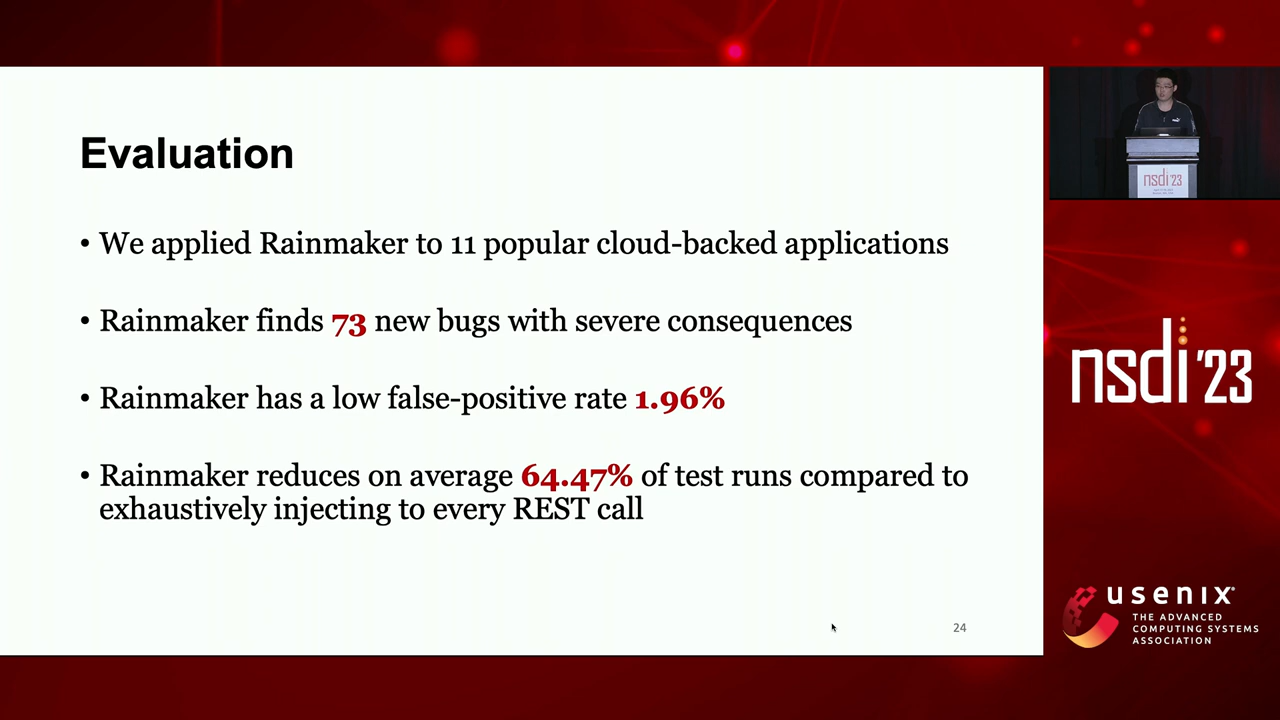 Evaluation
• We applied Rainmaker to 11 popular cloud-backed applications
• Rainmaker finds 73 new bugs with severe consequences
• Rainmaker has a low false-positive rate 1.96%
• Rainmaker reduces on average 64.47% of test runs compared to
exhaustively injecting to every REST call
24
nsdi '23
nsdi '23
usenix
THE ADVANCED
COMPUTING SYSTEMS
ASSOCIATION